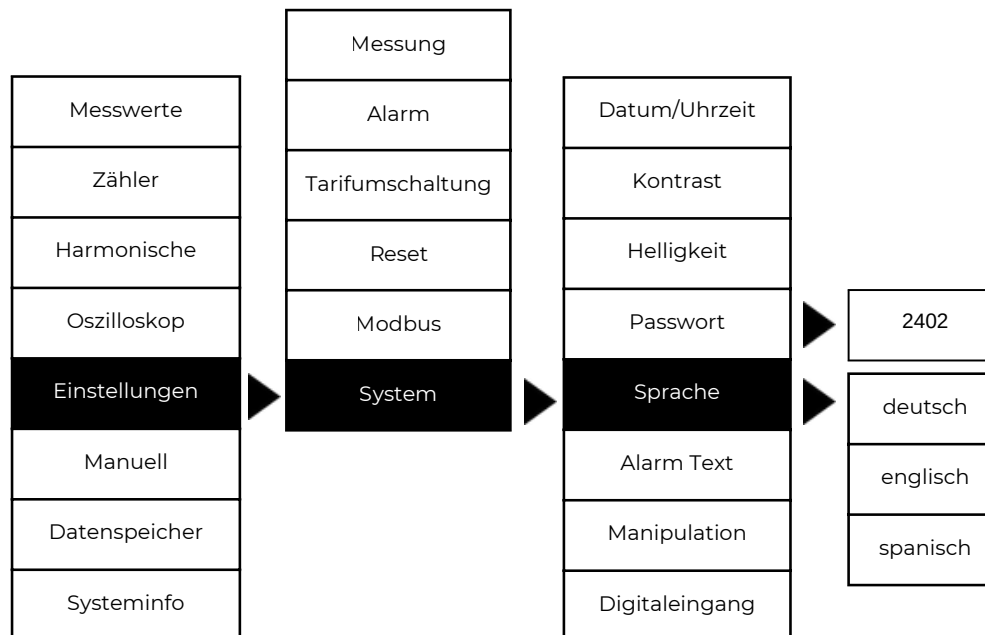 Messwerte
Zähler
Harmonische
Oszilloskop
Einstellungen
Manuell
Datenspeicher
Systeminfo
Messung
Alarm
Tarifumschaltung
Reset
Modbus
System
Datum/Uhrzeit
Kontrast
Helligkeit
Passwort
Sprache
Alarm Text
Manipulation
Digitaleingang
2402
deutsch
englisch
spanisch